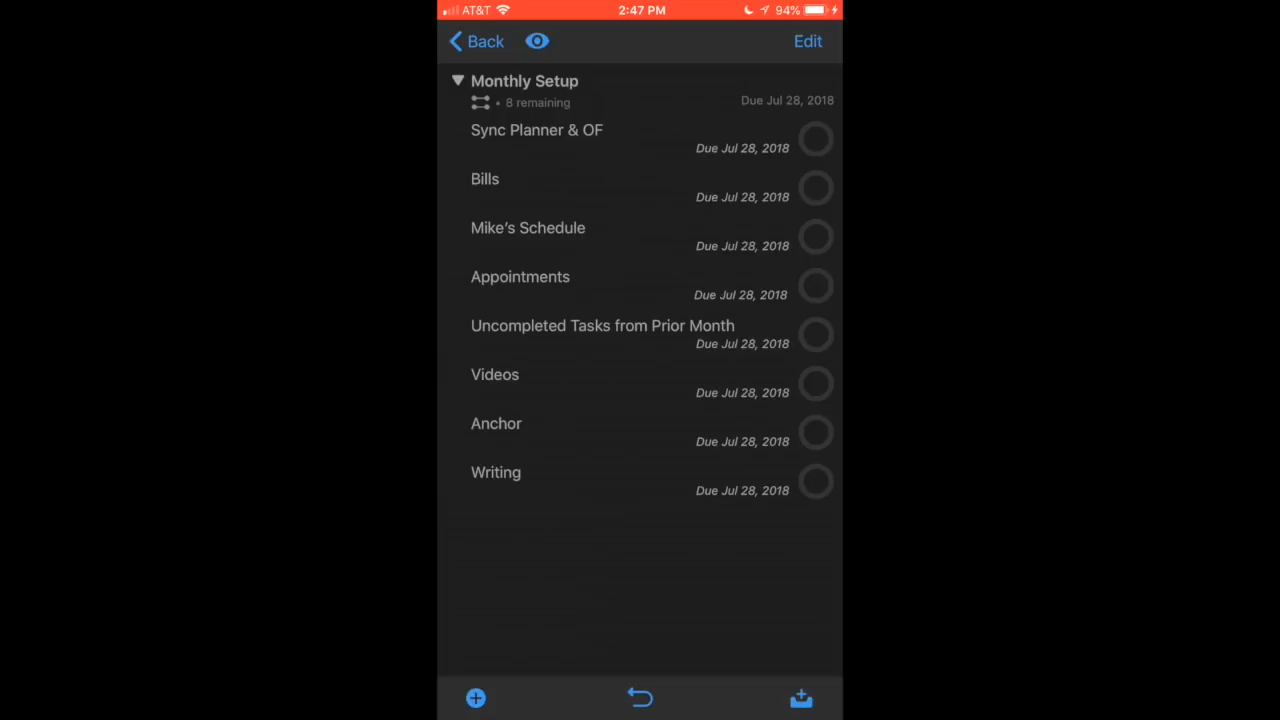 AT&T 2:47 PM 94%
Back Edit
Monthly Setup
• 8 remaining Due Jul 28, 2018
Sync Planner & OF
Due Jul 28, 2018
Bills
Due Jul 28, 2018
Mike’s Schedule
Due Jul 28, 2018
Appointments
Due Jul 28, 2018
Uncompleted Tasks from Prior Month
Due Jul 28, 2018
Videos
Due Jul 28, 2018
Anchor
Due Jul 28, 2018
Writing
Due Jul 28, 2018